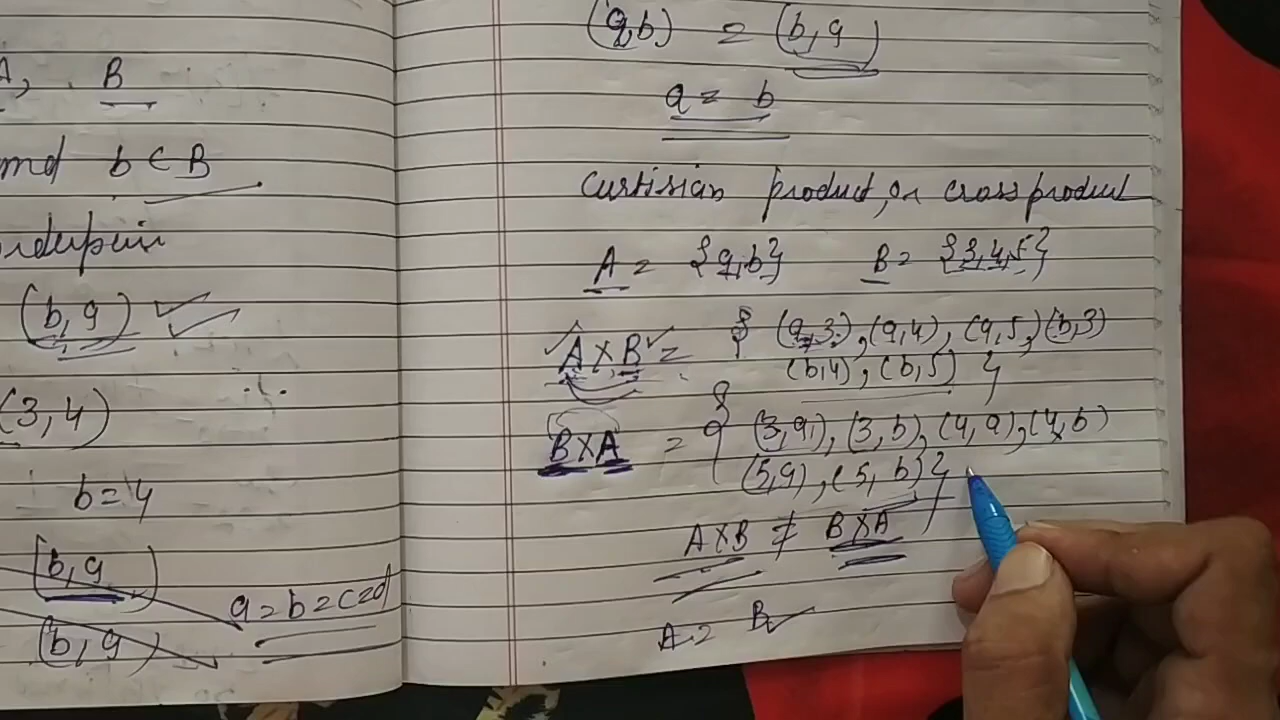 A, B
and b ∈ B
(b, a)
(3, 4)
b = 4
(b, a)
a = b = c = d
(b, a)
(a, b) = (b, a)
a = b
Curtisian product, or cross product
A = {a, b} B = {3, 4, 5}
A × B = { (a, 3), (a, 4), (a, 5), (b, 3)
(b, 4), (b, 5) }
B × A = { (3, a), (3, b), (4, a), (4, b)
(5, a), (5, b) }
A × B ≠ B × A
A = B